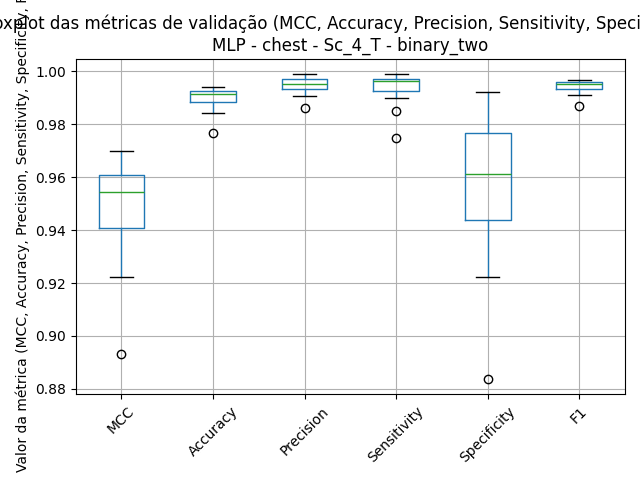 das métricas de validação (MCC, Accuracy, Precision, Sensitivity,
MLP - chest - Sc_4_T - binary_two
Valor da métrica (MCC, Accuracy, Precision, Sensitivity, Specificity,
1.00
0.98
0.96
0.94
0.92
0.90
0.88
MCC
Accuracy
Precision
Sensitivity
Specificity
F1